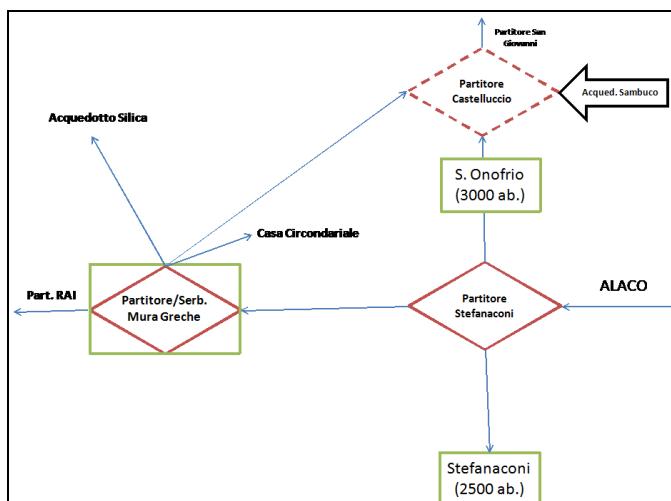 Partitore San
Giovanni
Partitore
Castelluccio
Acqued. Sambuco
Acquedotto Silica
S. Onofrio
(3000 ab.)
Casa Circondariale
Part. RAI
Partitore/Serb.
Mura Greche
Partitore
Stefanaconi
ALACO
Stefanaconi
(2500 ab.)